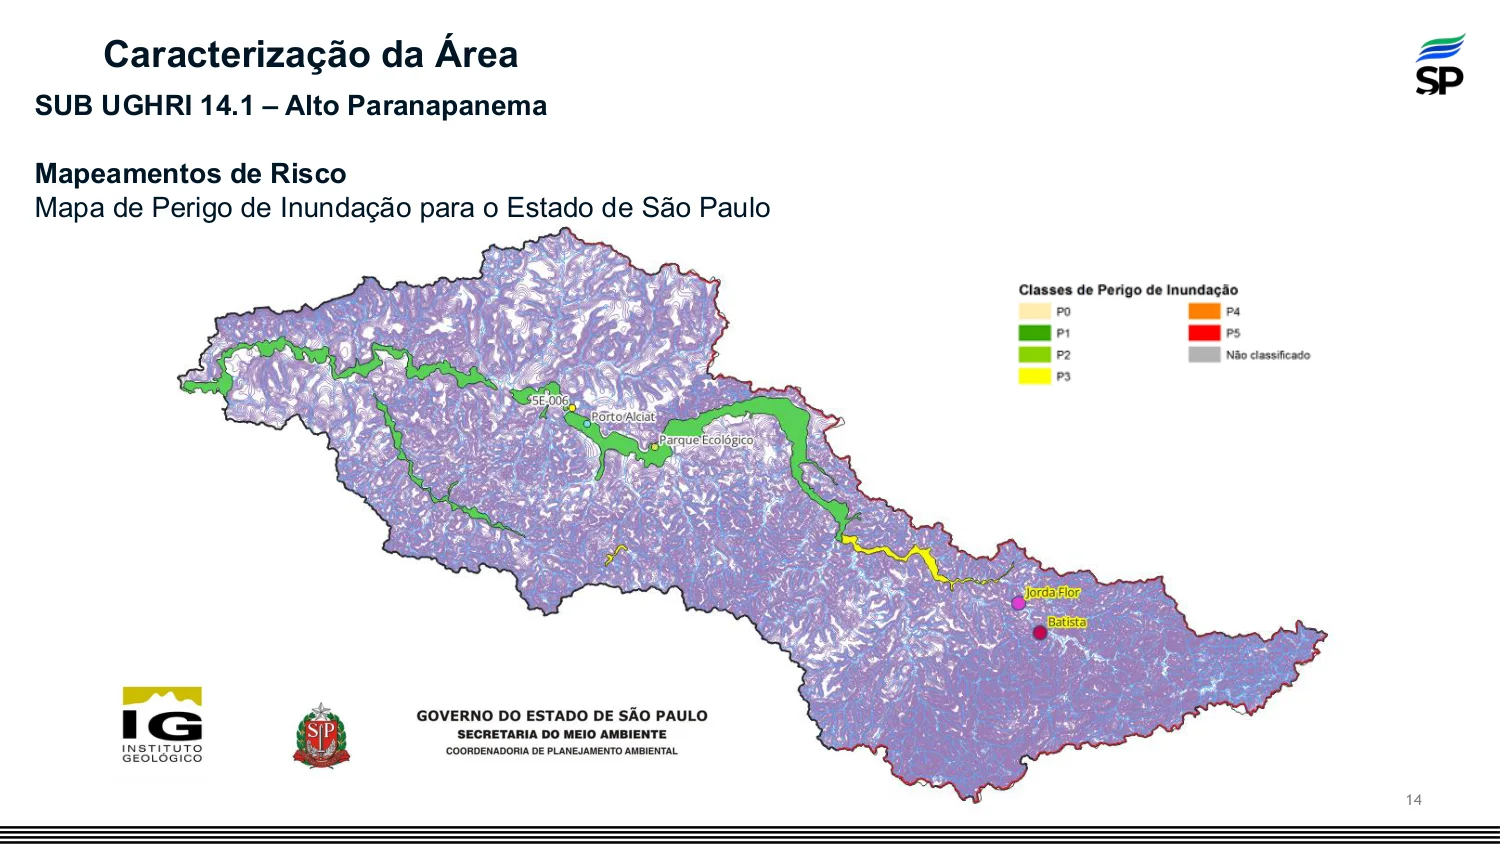 Caracterização da Área
SP
SUB UGHRI 14.1 – Alto Paranapanema
Mapeamentos de Risco
Mapa de Perigo de Inundação para o Estado de São Paulo
Classes de Perigo de Inundação
P0
P4
P1
P5
P2
Não classificado
P3
5E-006
Porto Alciat
Parque Ecológico
Jorda Flor
Batista
IG
INSTITUTO
GEOLÓGICO
SP
GOVERNO DO ESTADO DE SÃO PAULO
SECRETARIA DO MEIO AMBIENTE
COORDENADORIA DE PLANEJAMENTO AMBIENTAL
14